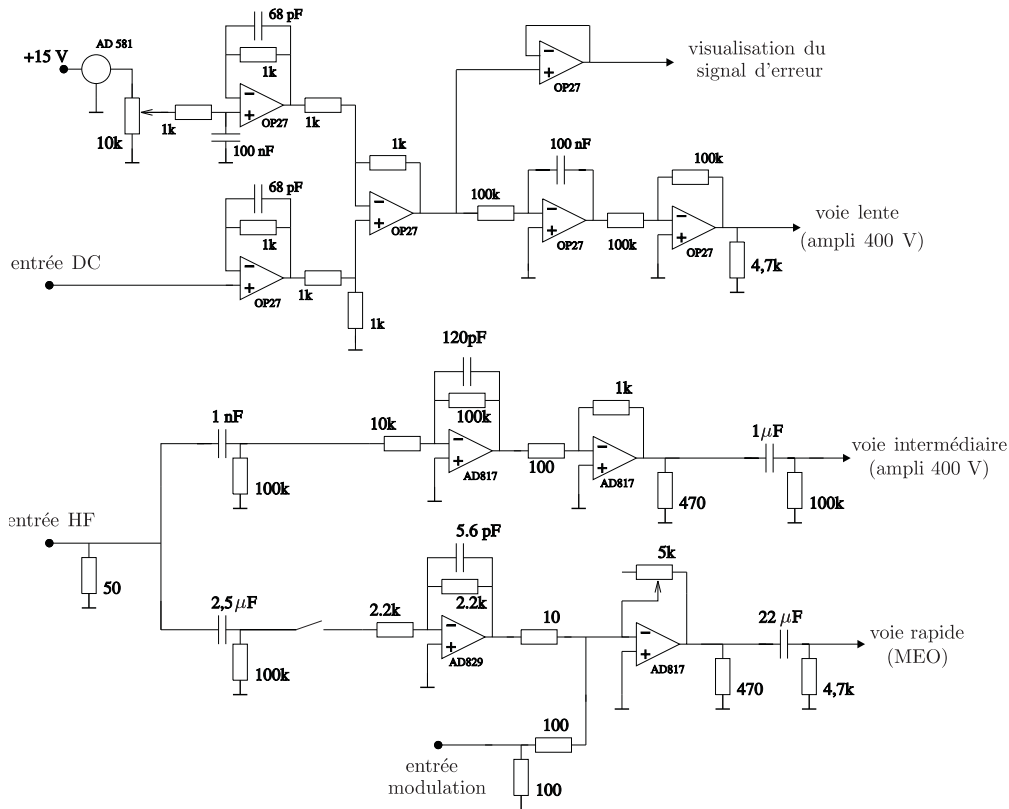 68 pF
AD 581
+15 V
1k
OP27
10k
1k
100 nF
1k
OP27
visualisation du
signal d'erreur
68 pF
1k
1k
OP27
100k
100 nF
OP27
100k
100k
OP27
4,7k
voie lente
(ampli 400 V)
entrée DC
OP27
1k
1k
120pF
1 nF
10k
100k
AD817
100
1k
AD817
1 µF
voie intermédiaire
(ampli 400 V)
100k
470
100k
entrée HF
50
5.6 pF
5k
2,5 µF
2.2k
2.2k
AD829
10
AD817
22 µF
voie rapide
(MEO)
100k
470
4,7k
100
entrée
modulation
100